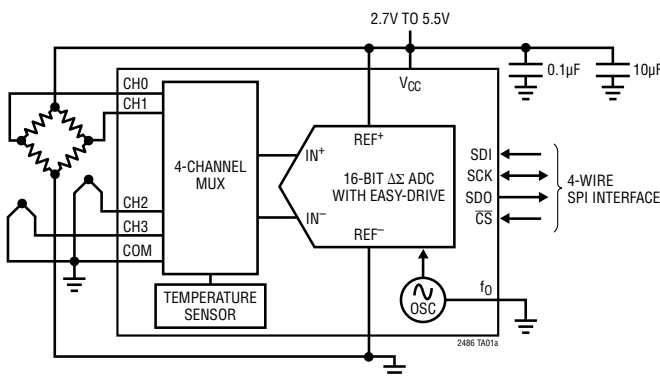 2.7V TO 5.5V
0.1µF
10µF
CH0
CH1
VCC
REF+
IN+
4-CHANNEL
MUX
16-BIT ΔΣ ADC
WITH EASY-DRIVE
SDI
SCK
SDO
CS
4-WIRE
SPI INTERFACE
CH2
CH3
COM
IN–
REF–
TEMPERATURE
SENSOR
OSC
fO
2486 TA01a